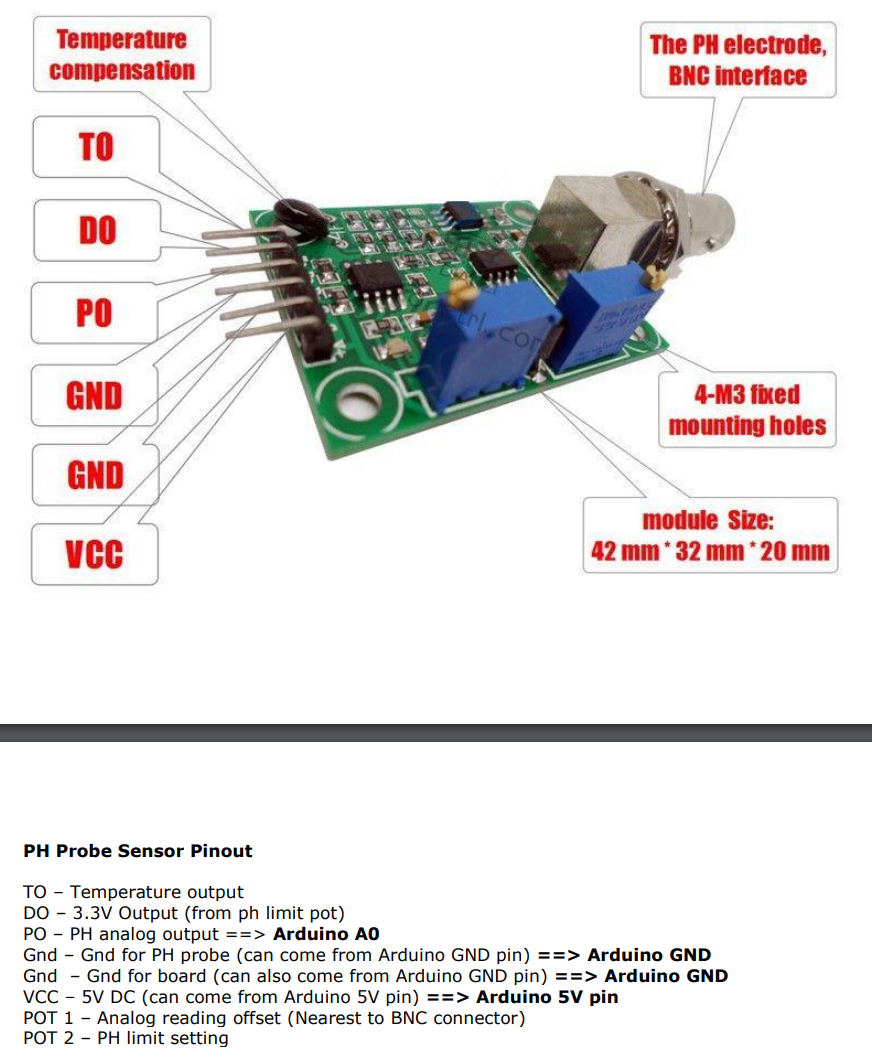 Temperature
compensation
The PH electrode,
BNC interface
TO
DO
PO
GND
GND
VCC
4-M3 fixed
mounting holes
module Size:
42 mm * 32 mm * 20 mm
PH Probe Sensor Pinout
TO – Temperature output
DO – 3.3V Output (from ph limit pot)
PO – PH analog output ==> Arduino A0
Gnd – Gnd for PH probe (can come from Arduino GND pin) ==> Arduino GND
Gnd – Gnd for board (can also come from Arduino GND pin) ==> Arduino GND
VCC – 5V DC (can come from Arduino 5V pin) ==> Arduino 5V pin
POT 1 – Analog reading offset (Nearest to BNC connector)
POT 2 – PH limit setting